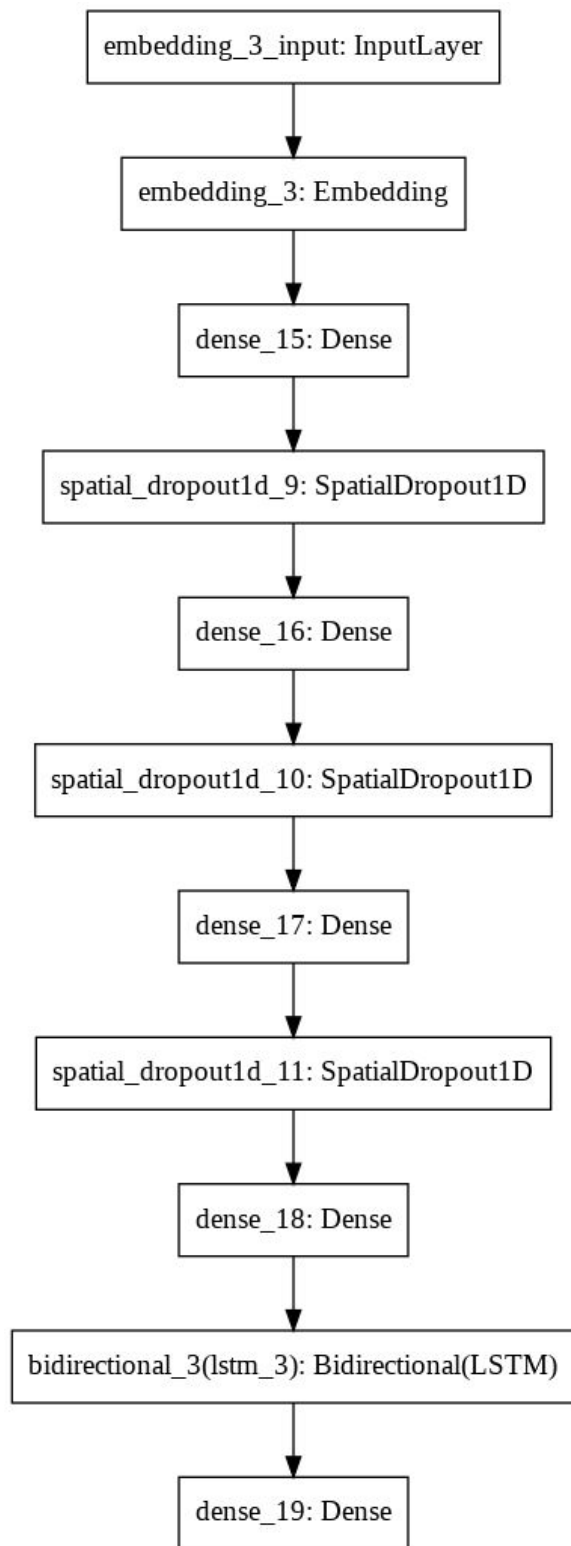 embedding_3_input: InputLayer
embedding_3: Embedding
dense_15: Dense
spatial_dropout1d_9: SpatialDropout1D
dense_16: Dense
spatial_dropout1d_10: SpatialDropout1D
dense_17: Dense
spatial_dropout1d_11: SpatialDropout1D
dense_18: Dense
bidirectional_3(lstm_3): Bidirectional(LSTM)
dense_19: Dense